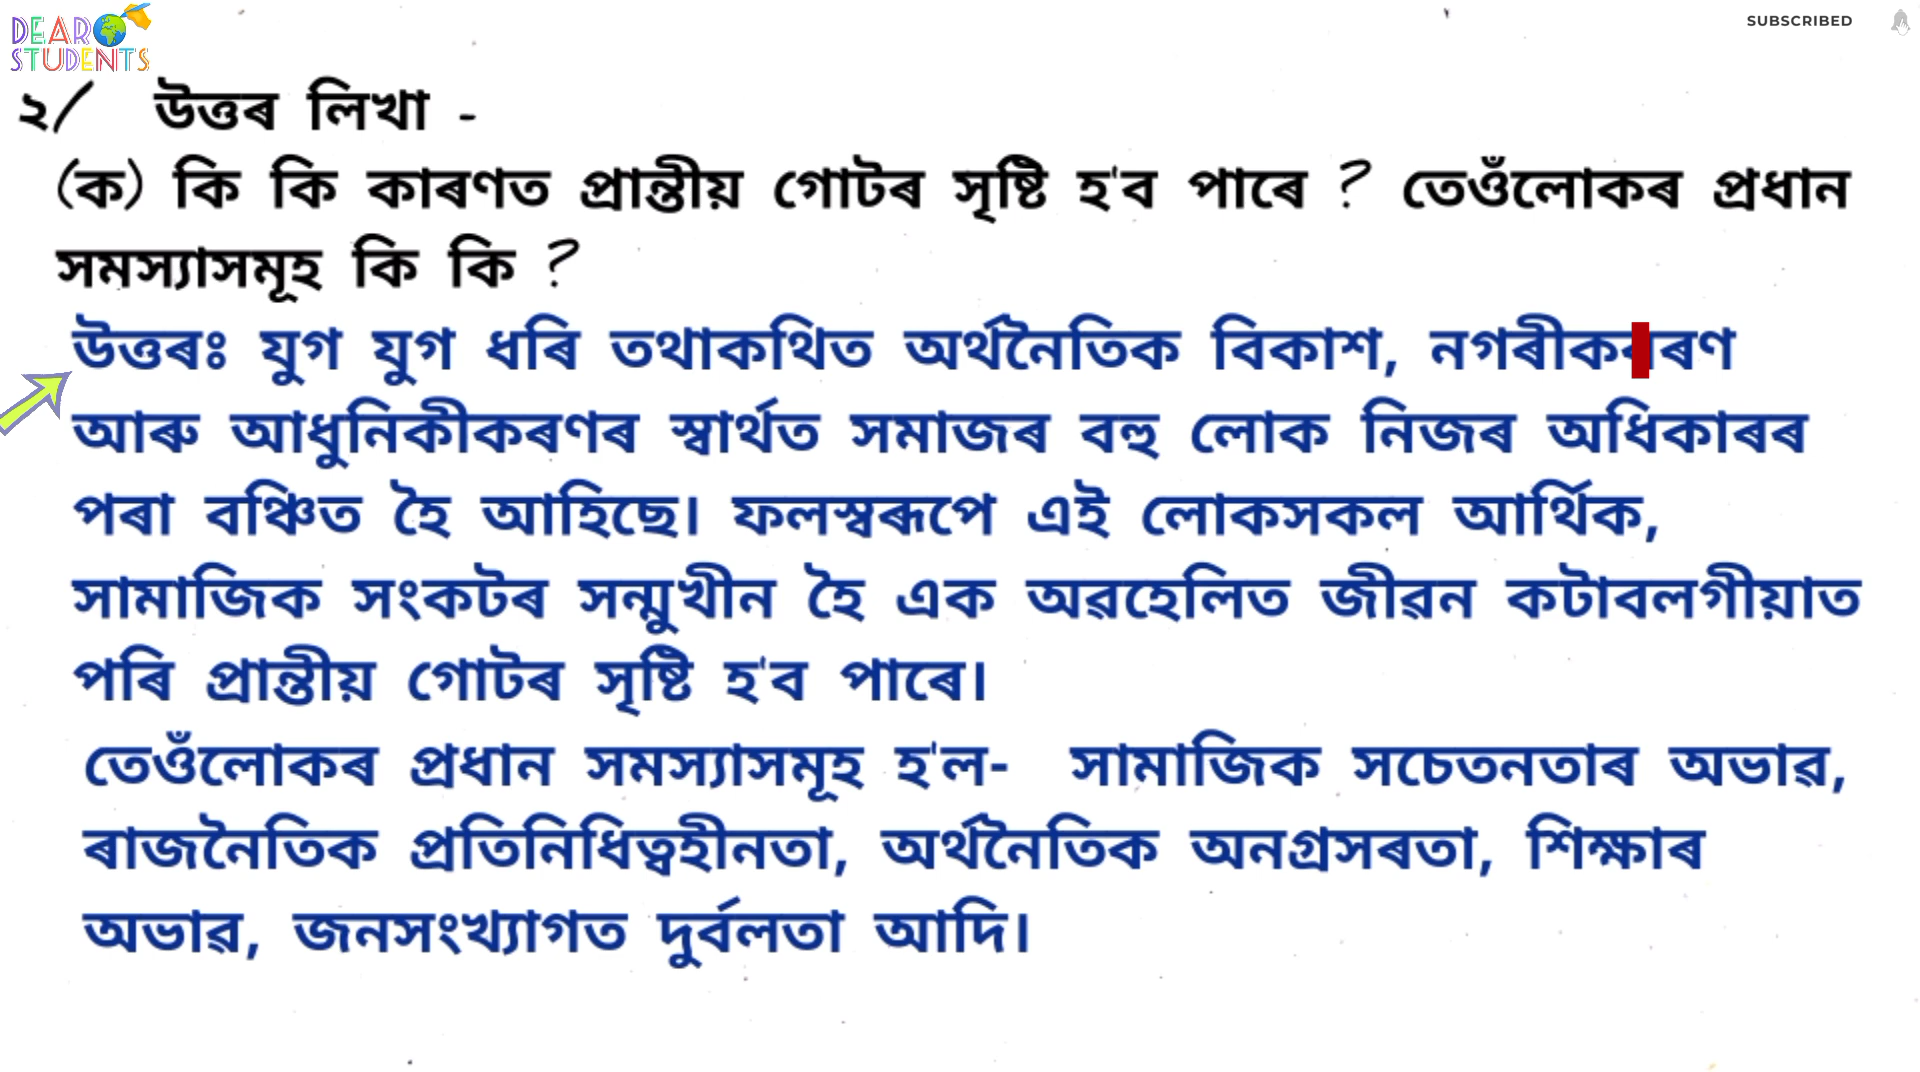 DEAR STUDENTS
SUBSCRIBED
২/ উত্তৰ লিখা -
(ক) কি কি কাৰণত প্ৰান্তীয় গোটৰ সৃষ্টি হ'ব পাৰে ? তেওঁলোকৰ প্ৰধান
সমস্যাসমূহ কি কি ?
উত্তৰঃ যুগ যুগ ধৰি তথাকথিত অৰ্থনৈতিক বিকাশ,
আৰু আধুনিকীকৰণৰ স্বাৰ্থত সমাজৰ বহু লোক নিজৰ অধিকাৰৰ
পৰা বঞ্চিত হৈ আহিছে। ফলস্বৰূপে এই লোকসকল আৰ্থিক,
সামাজিক সংকটৰ সন্মুখীন হৈ এক অৱহেলিত জীৱন কটাবলগীয়াত
পৰি প্ৰান্তীয় গোটৰ সৃষ্টি হ'ব পাৰে।
তেওঁলোকৰ প্ৰধান সমস্যাসমূহ হ'ল- সামাজিক সচেতনতাৰ অভাৱ,
ৰাজনৈতিক প্ৰতিনিধিত্বহীনতা, অৰ্থনৈতিক অনগ্ৰসৰতা, শিক্ষাৰ
অভাৱ, জনসংখ্যাগত দুৰ্বলতা আদি।